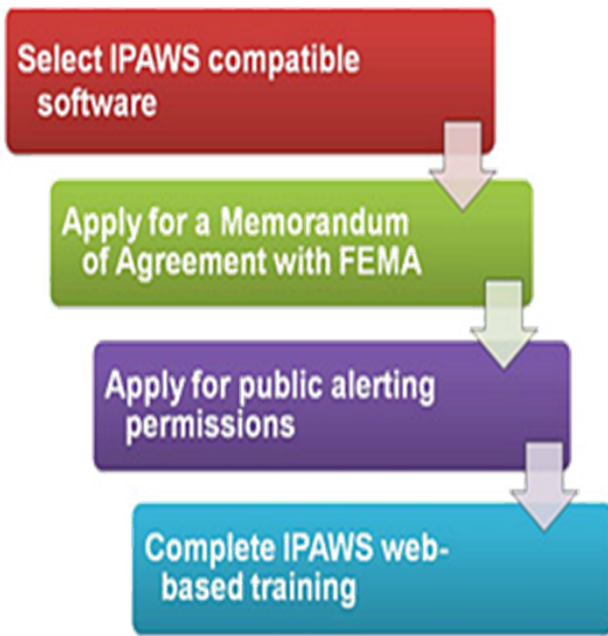 Select IPAWS compatible
software
Apply for a Memorandum
of Agreement with FEMA
Apply for public alerting
permissions
Complete IPAWS web-
based training